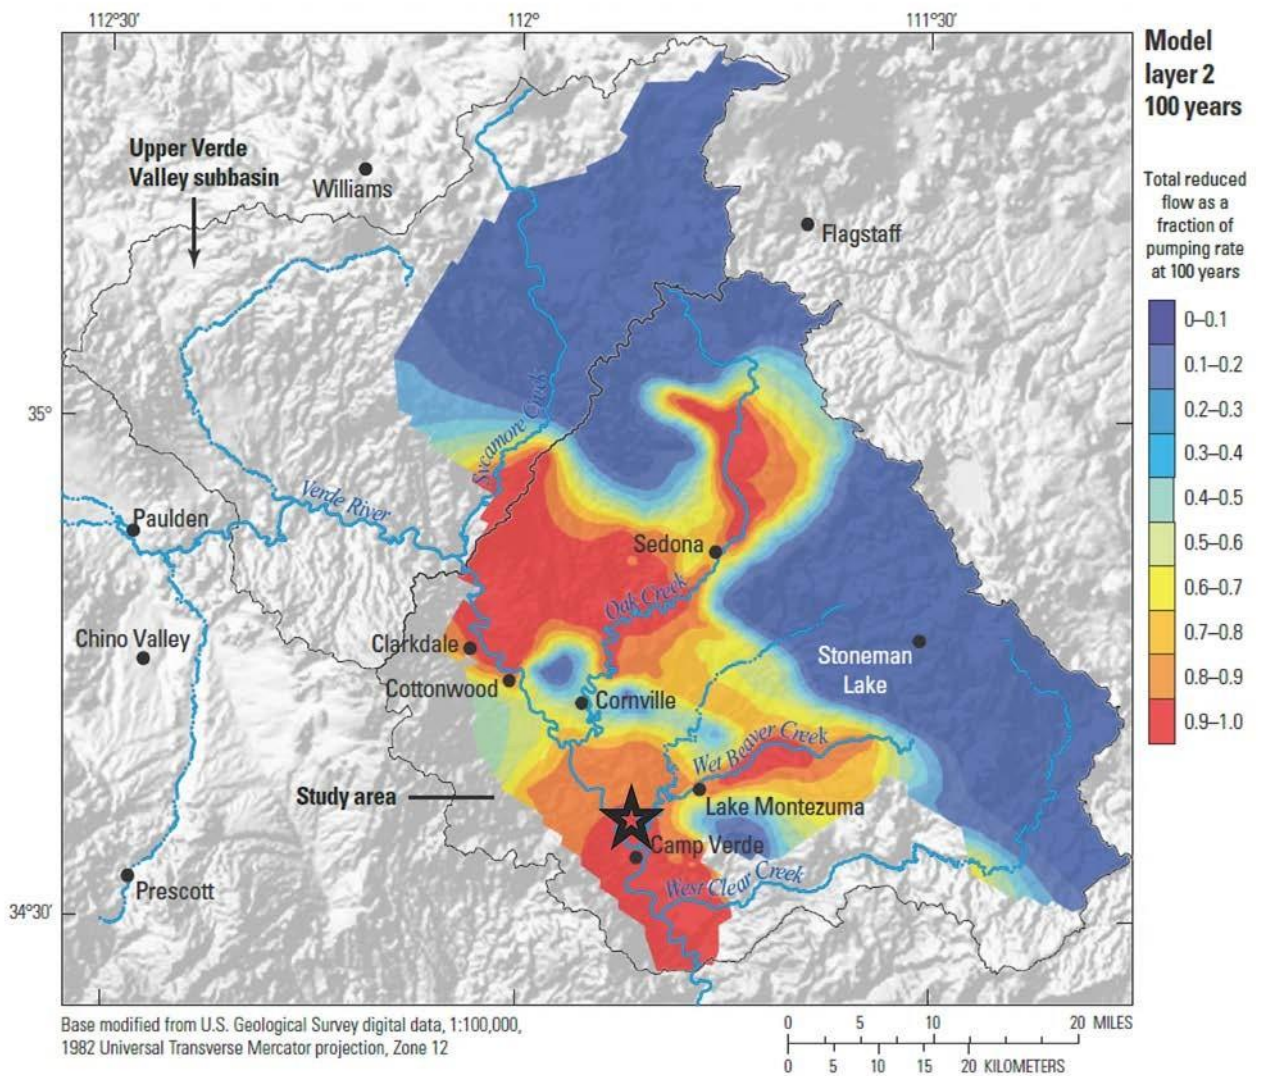 112°30'
112°
111°30'
Model
layer 2
100 years
Upper Verde
Valley subbasin
Williams
Flagstaff
Total reduced
flow as a
fraction of
pumping rate
at 100 years
0–0.1
0.1–0.2
0.2–0.3
0.3–0.4
0.4–0.5
0.5–0.6
0.6–0.7
0.7–0.8
0.8–0.9
0.9–1.0
35°
Sycamore Creek
Verde River
Paulden
Sedona
Oak Creek
Chino Valley
Clarkdale
Stoneman
Lake
Cottonwood
Cornville
Wet Beaver Creek
Study area
Lake Montezuma
Camp Verde
West Clear Creek
Prescott
34°30'
Base modified from U.S. Geological Survey digital data, 1:100,000,
1982 Universal Transverse Mercator projection, Zone 12
0 5 10 20 MILES
0 5 10 15 20 KILOMETERS